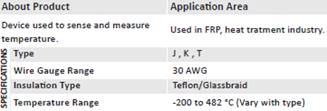 About Product Application Area
Device used to sense and measure temperature. Used in FRP, heat tratment industry.
SPECIFICATIONS
Type J , K , T
Wire Gauge Range 30 AWG
Insulation Type Teflon/Glassbraid
Temperature Range -200 to 482 °C (Vary with type)